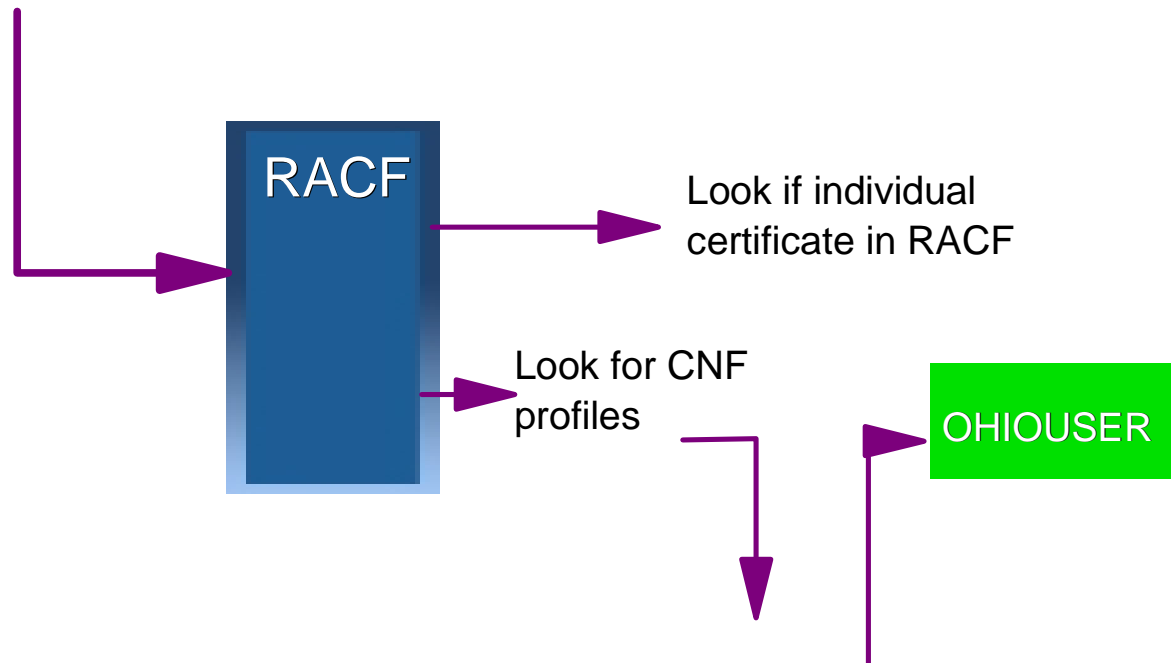 RACF
Look if individual
certificate in RACF
Look for CNF
profiles
OHIOUSER